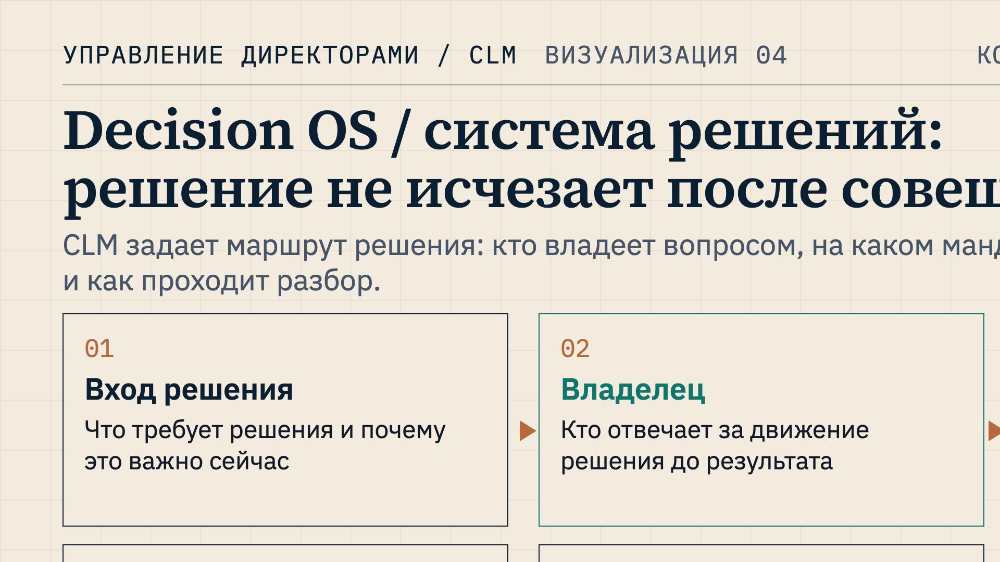 УПРАВЛЕНИЕ ДИРЕКТОРАМИ / CLM ВИЗУАЛИЗАЦИЯ 04
Decision OS / система решений:
решение не исчезает после
CLM задает маршрут решения: кто владеет вопросом, на каком
и как проходит разбор.
01
Вход решения
Что требует решения и почему
это важно сейчас
02
Владелец
Кто отвечает за движение
решения до результата